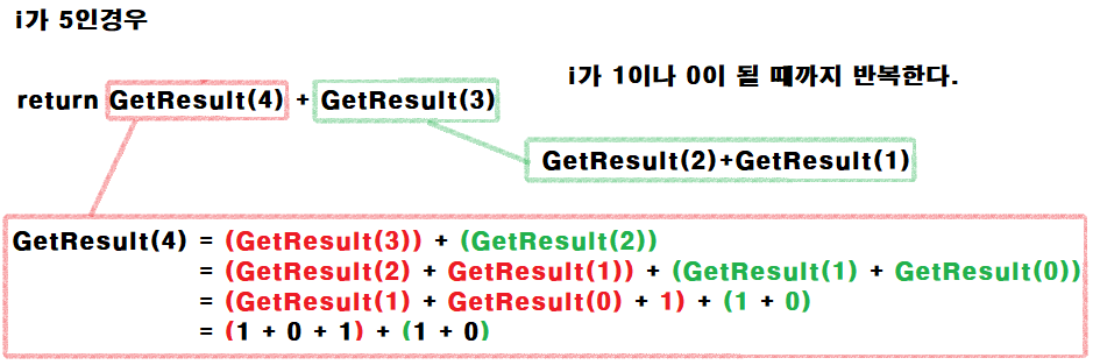 i가 5인경우
i가 1이나 0이 될 때까지 반복한다.
return GetResult(4) + GetResult(3)
GetResult(2)+GetResult(1)
GetResult(4) = (GetResult(3)) + (GetResult(2))
= (GetResult(2) + GetResult(1)) + (GetResult(1) + GetResult(0))
= (GetResult(1) + GetResult(0) + 1) + (1 + 0)
= (1 + 0 + 1) + (1 + 0)